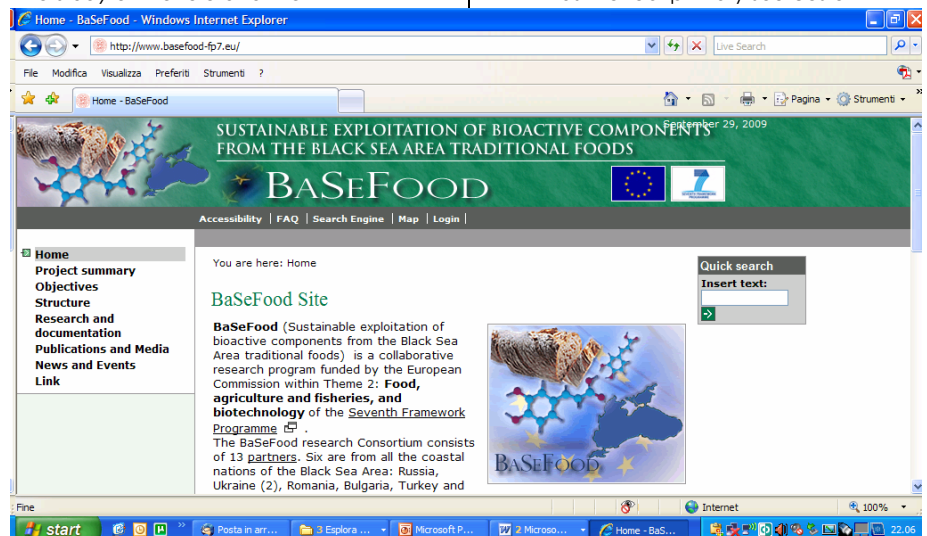 Home - BaSeFood - Windows Internet Explorer
http://www.basefood-fp7.eu/
Live Search
File Modifica Visualizza Preferiti Strumenti ?
Home - BaSeFood
Pagina
Strumenti
September 29, 2009
SUSTAINABLE EXPLOITATION OF BIOACTIVE COMPONENTS
FROM THE BLACK SEA AREA TRADITIONAL FOODS
BASEFOOD
Accessibility | FAQ | Search Engine | Map | Login |
Home
Project summary
Objectives
Structure
Research and
documentation
Publications and Media
News and Events
Link
You are here: Home
BaSeFood Site
BaSeFood (Sustainable exploitation of
bioactive components from the Black Sea
Area traditional foods) is a collaborative
research program funded by the European
Commission within Theme 2: Food,
agriculture and fisheries, and
biotechnology of the Seventh Framework
Programme .
The BaSeFood research Consortium consists
of 13 partners. Six are from all the coastal
nations of the Black Sea Area: Russia,
Ukraine (2), Romania, Bulgaria, Turkey and
BASEFOOD
Quick search
Insert text:
Fine
Internet
100%
start
Posta in arr...
3 Esplora ...
Microsoft P...
2 Microso...
Home - BaS...
22.06